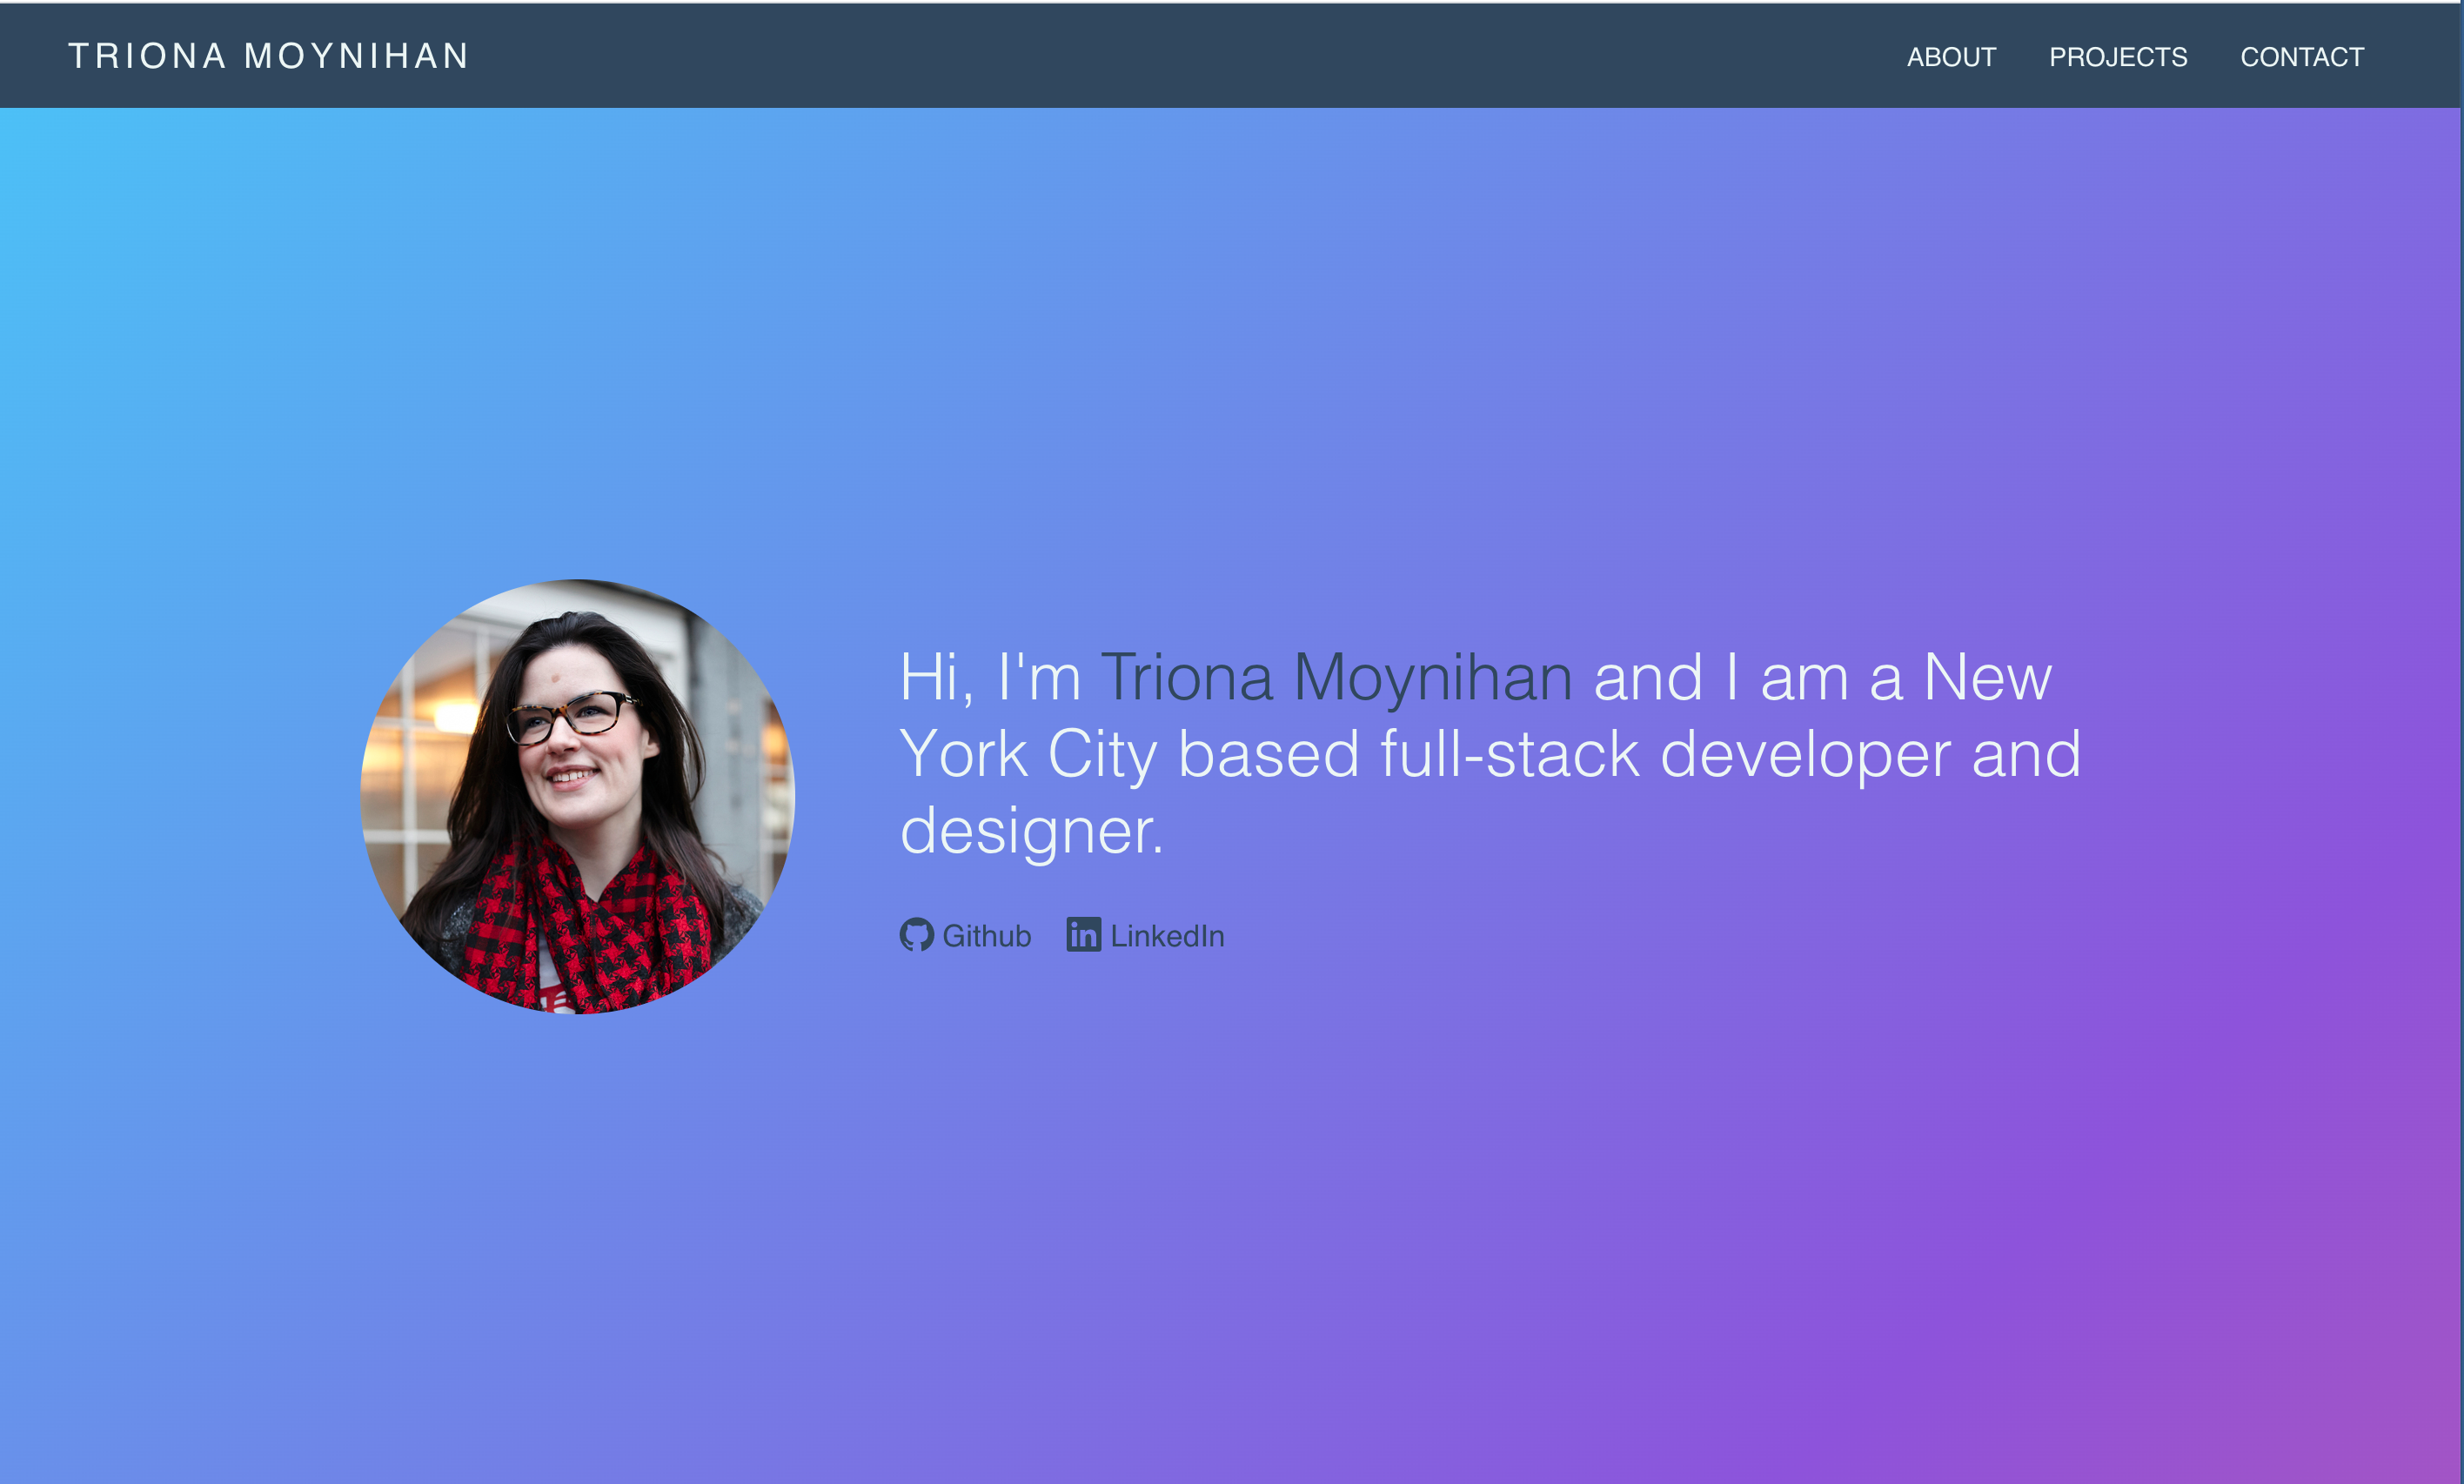 TRIONA MOYNIHAN
ABOUT PROJECTS CONTACT
Hi, I'm Triona Moynihan and I am a New
York City based full-stack developer and
designer.
Github LinkedIn